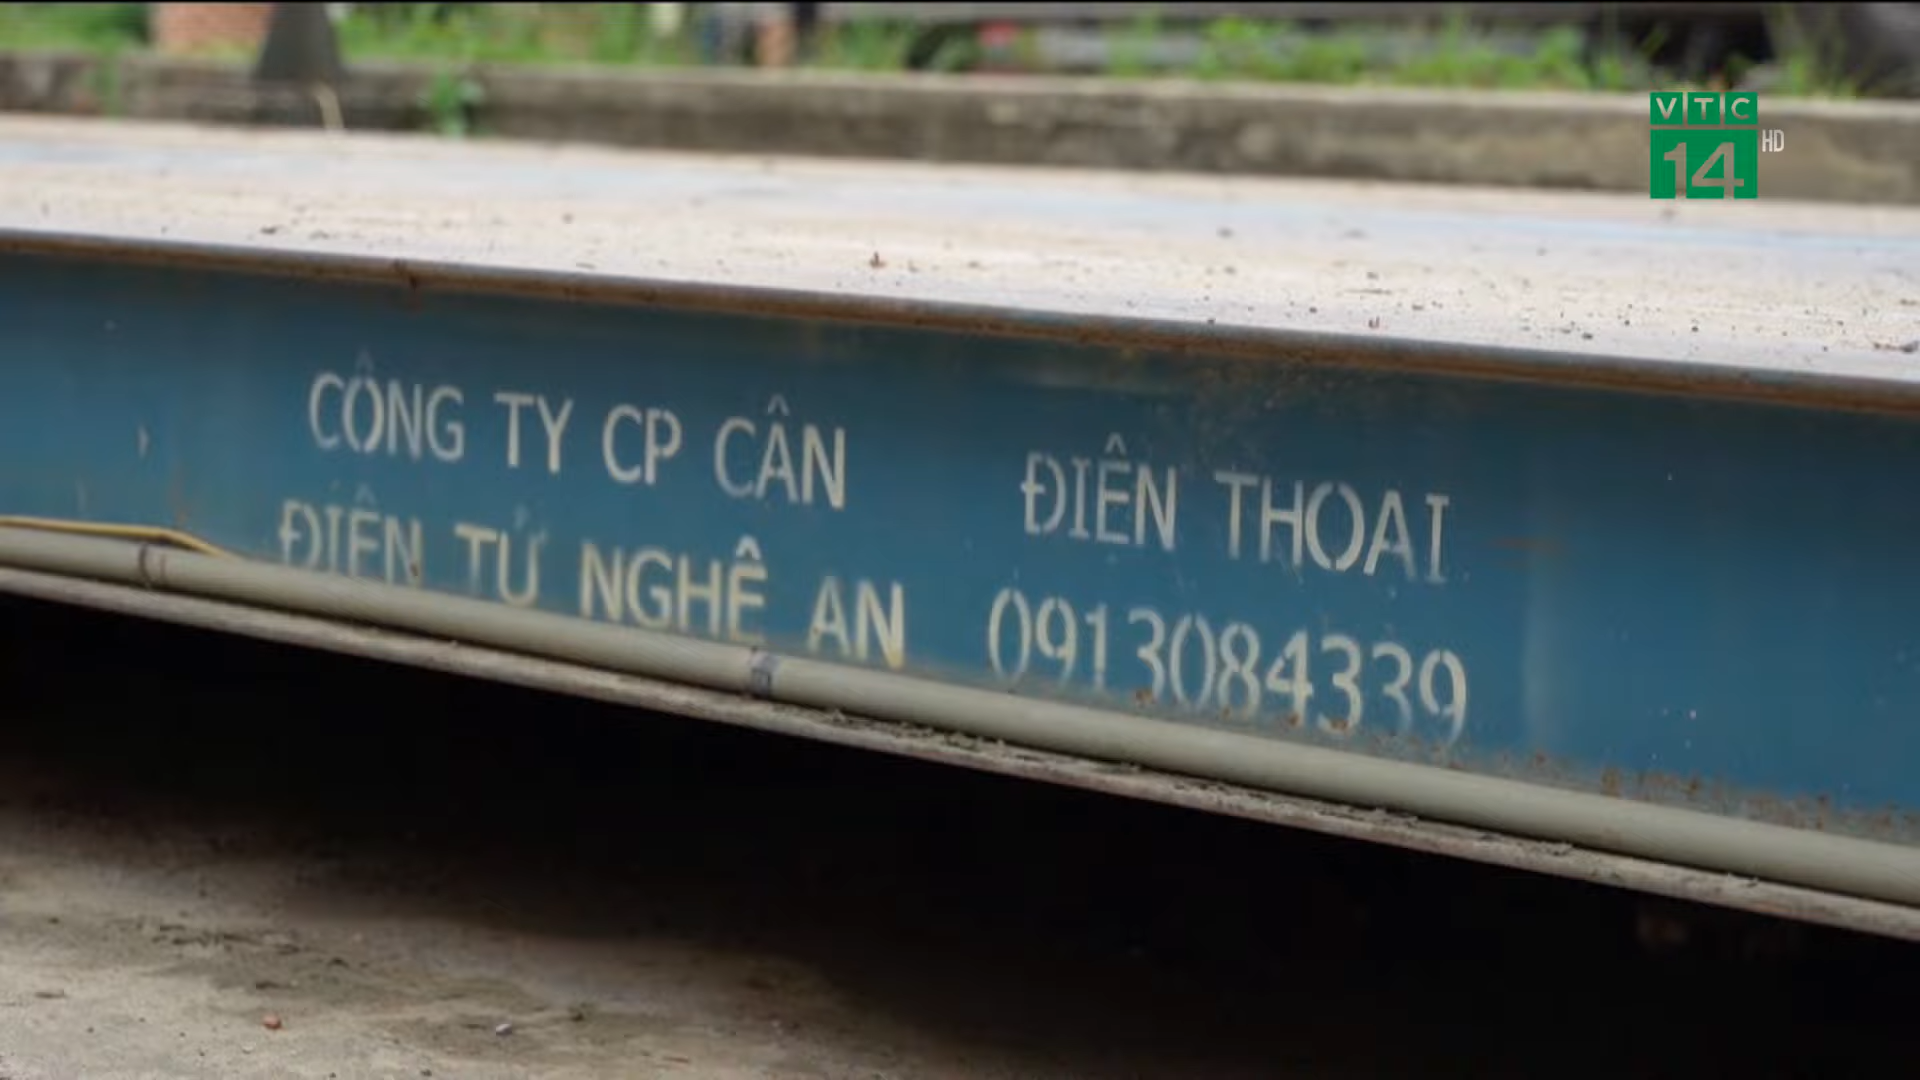 VTC
14 HD
CÔNG TY CP CÂN
ĐIỆN TỬ NGHỆ AN
ĐIỆN THOẠI
0913084339